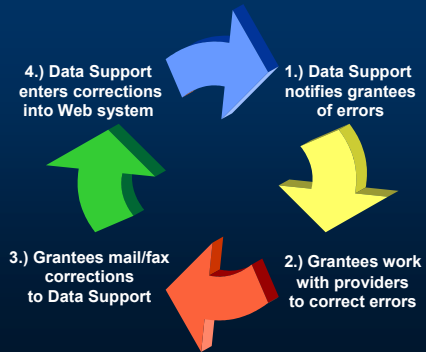 1.) Data Support
notifies grantees
of errors
2.) Grantees work
with providers
to correct errors
3.) Grantees mail/fax
corrections
to Data Support
4.) Data Support
enters corrections
into Web system